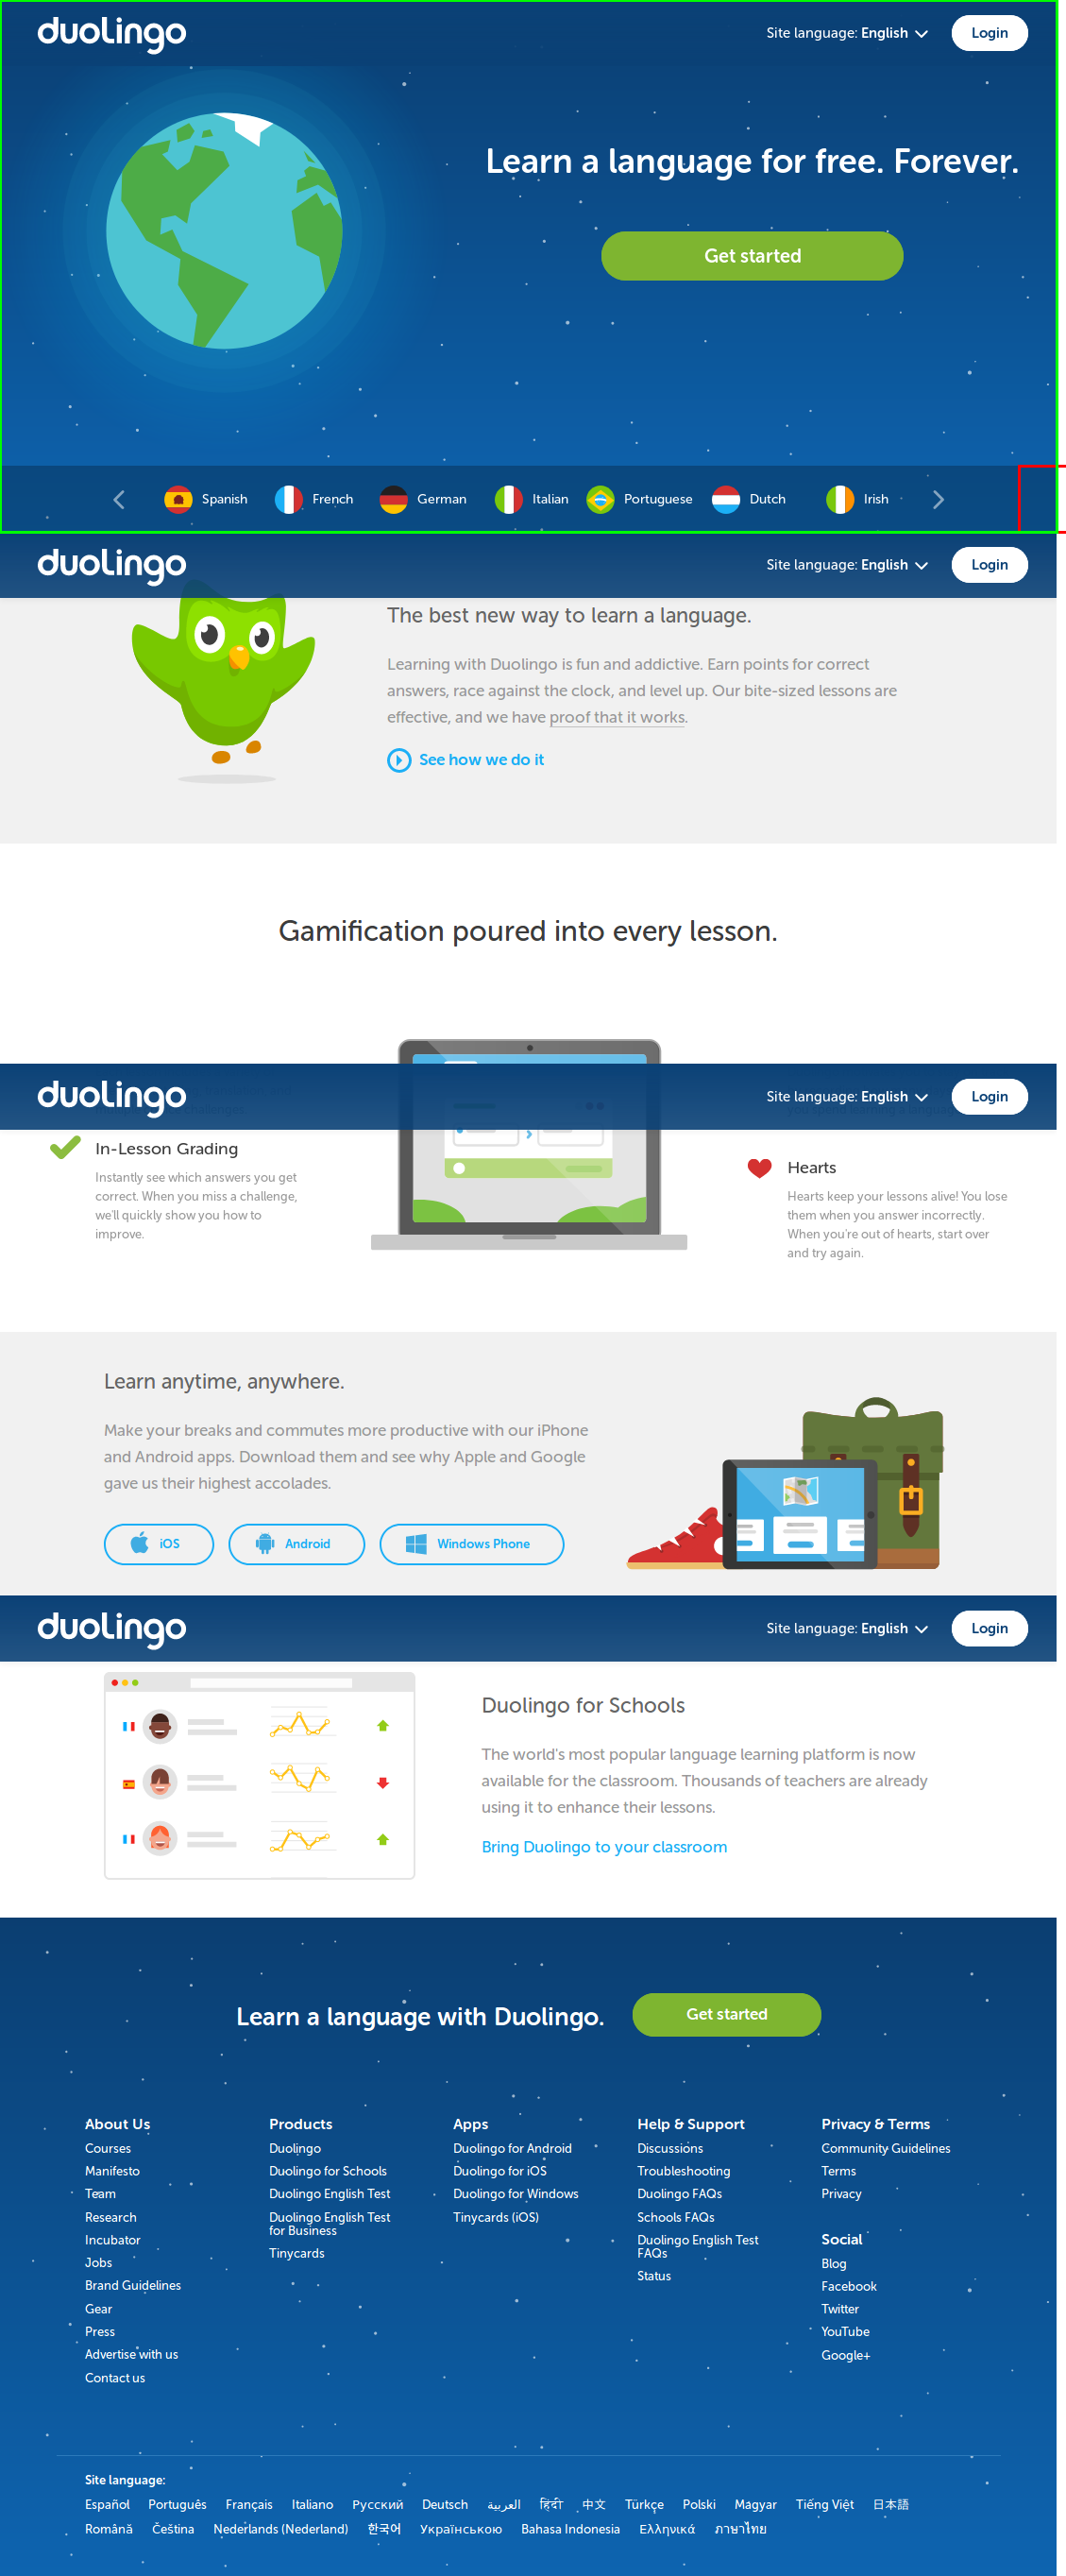 duolingo
Site language: English
Login
Learn a language for free. Forever.
Get started
Spanish
French
German
Italian
Portuguese
Dutch
Irish
duolingo
Site language: English
Login
The best new way to learn a language.
Learning with Duolingo is fun and addictive. Earn points for correct
answers, race against the clock, and level up. Our bite-sized lessons are
effective, and we have proof that it works.
See how we do it
Gamification poured into every lesson.
duolingo
Site language: English
Login
In-Lesson Grading
Instantly see which answers you get
correct. When you miss a challenge,
we'll quickly show you how to
improve.
Hearts
Hearts keep your lessons alive! You lose
them when you answer incorrectly.
When you're out of hearts, start over
and try again.
Learn anytime, anywhere.
Make your breaks and commutes more productive with our iPhone
and Android apps. Download them and see why Apple and Google
gave us their highest accolades.
iOS
Android
Windows Phone
duolingo
Site language: English
Login
Duolingo for Schools
The world's most popular language learning platform is now
available for the classroom. Thousands of teachers are already
using it to enhance their lessons.
Bring Duolingo to your classroom
Learn a language with Duolingo.
Get started
About Us
Courses
Manifesto
Team
Research
Incubator
Jobs
Brand Guidelines
Gear
Press
Advertise with us
Contact us
Products
Duolingo
Duolingo for Schools
Duolingo English Test
Duolingo English Test
for Business
Tinycards
Apps
Duolingo for Android
Duolingo for iOS
Duolingo for Windows
Tinycards (iOS)
Help & Support
Discussions
Troubleshooting
Duolingo FAQs
Schools FAQs
Duolingo English Test
FAQs
Status
Privacy & Terms
Community Guidelines
Terms
Privacy
Social
Blog
Facebook
Twitter
YouTube
Google+
Site language:
Español Português Français Italiano Русский Deutsch العربية हिंदी 中文 Türkçe Polski Magyar Tiếng Việt 日本語
Română Čeština Nederlands (Nederland) 한국어 Українською Bahasa Indonesia Ελληνικά ภาษาไทย